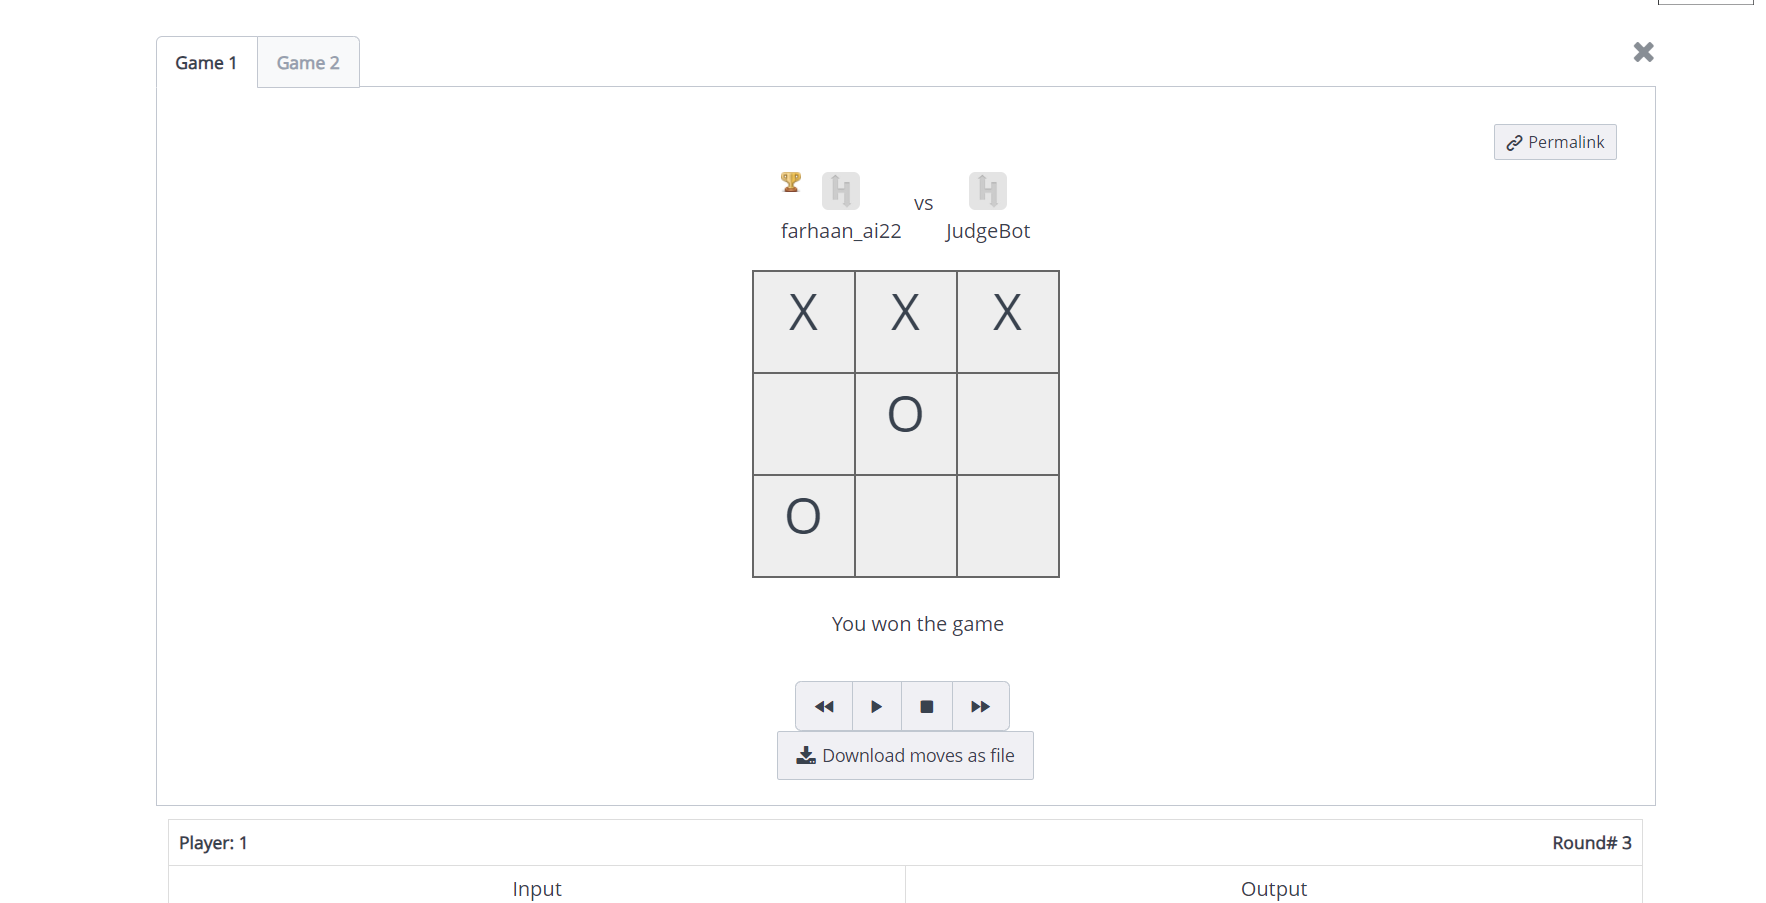 Game 1 Game 2
Permalink
vs
farhaan_ai22 JudgeBot
X X X
O
O
You won the game
Download moves as file
Player: 1 Round# 3
Input Output